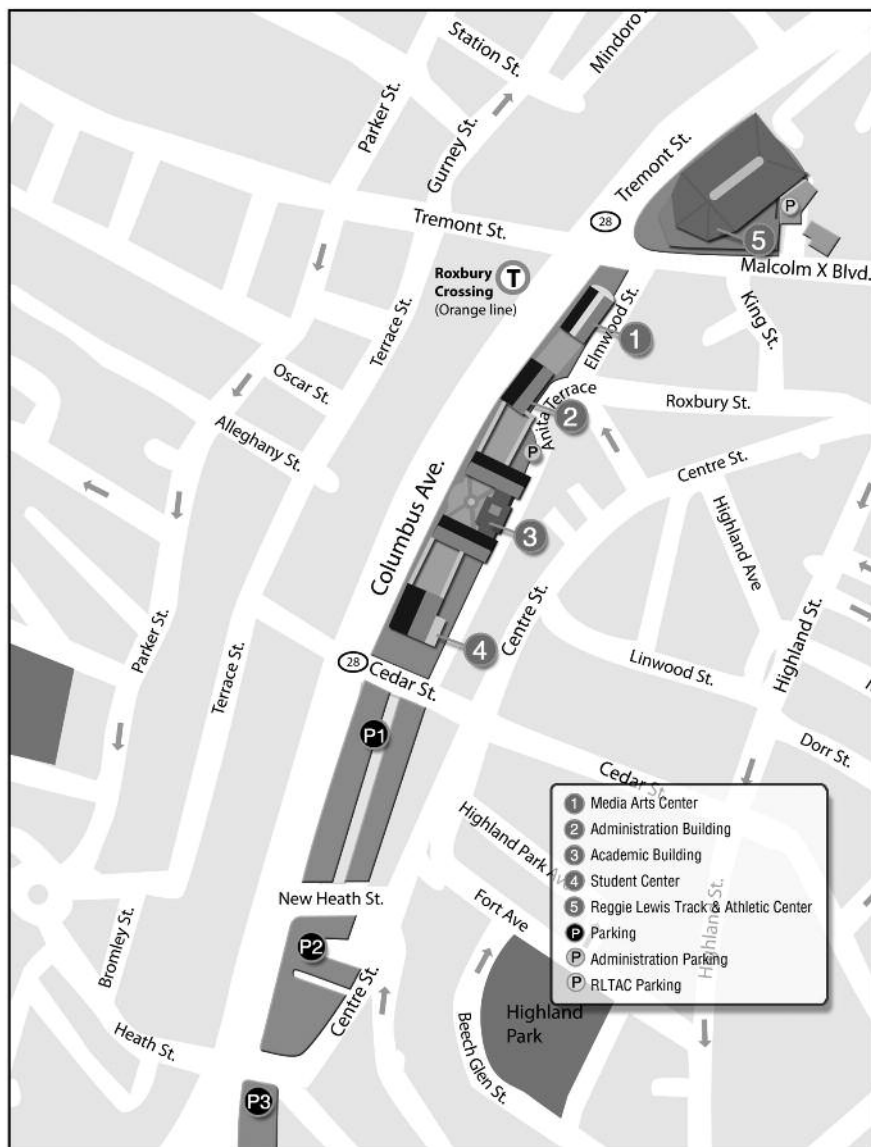 Station St.
Mindoro
Parker St.
Gurney St.
Tremont St.
Tremont St.
28
P
5
Malcolm X Blvd.
Roxbury
Crossing
(Orange line)
T
King St.
Elmwood St.
1
Terrace St.
Oscar St.
Anita Terrace
2
Roxbury St.
Alleghany St.
P
Centre St.
Columbus Ave.
3
Highland Ave
Centre St.
Parker St.
Terrace St.
4
28
Cedar St.
Linwood St.
Highland St.
P1
Dorr St.
Cedar St.
Highland Park Av
Fort Ave
Highland St.
1 Media Arts Center
2 Administration Building
3 Academic Building
4 Student Center
5 Reggie Lewis Track & Athletic Center
P Parking
P Administration Parking
P RLTAC Parking
New Heath St.
P2
Bromley St.
Centre St.
Highland
Park
Heath St.
Beech Glen St.
P3